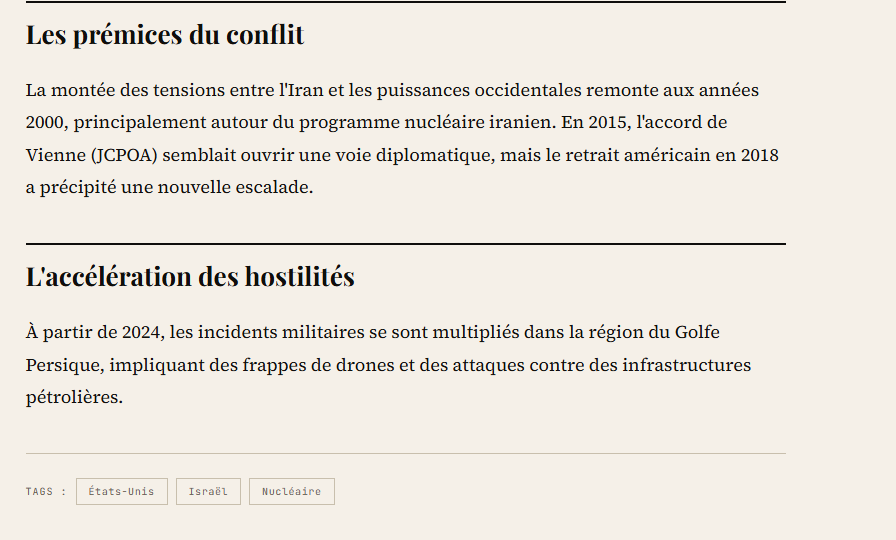 Les prémices du conflit
La montée des tensions entre l'Iran et les puissances occidentales remonte aux années
2000, principalement autour du programme nucléaire iranien. En 2015, l'accord de
Vienne (JCPOA) semblait ouvrir une voie diplomatique, mais le retrait américain en 2018
a précipité une nouvelle escalade.
L'accélération des hostilités
À partir de 2024, les incidents militaires se sont multipliés dans la région du Golfe
Persique, impliquant des frappes de drones et des attaques contre des infrastructures
pétrolières.
TAGS : États-Unis Israël Nucléaire